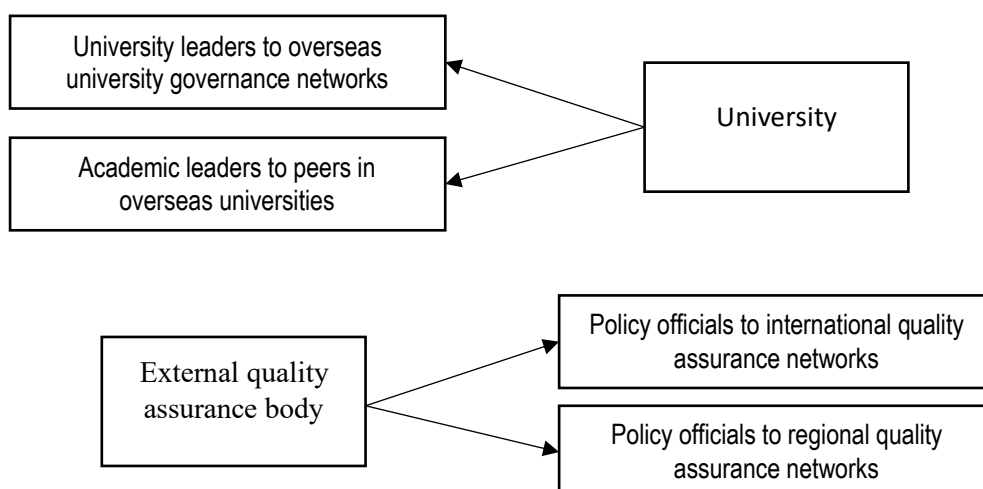 University leaders to overseas
university governance networks
University
Academic leaders to peers in
overseas universities
Policy officials to international quality
assurance networks
External quality
assurance body
Policy officials to regional quality
assurance networks